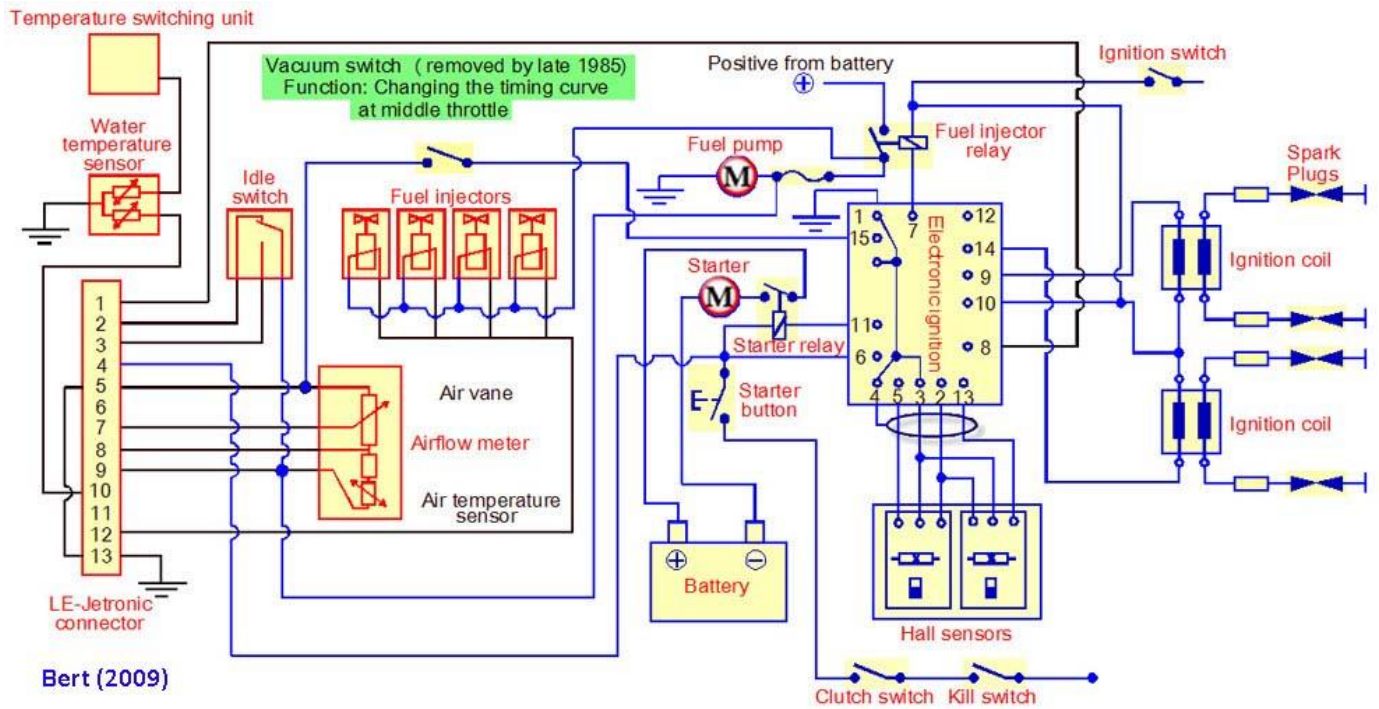 Temperature switching unit
Vacuum switch ( removed by late 1985)
Function: Changing the timing curve
at middle throttle
Positive from battery
Ignition switch
Water
temperature
sensor
Idle
switch
Fuel injectors
Fuel pump
M
Fuel injector
relay
Spark
Plugs
Ignition coil
Ignition coil
Starter
M
Starter relay
Starter
button
Electronic ignition
1
15
7
12
14
9
10
8
11
6
4
5
3
2
13
1
2
3
4
5
6
7
8
9
10
11
12
13
LE-Jetronic
connector
Air vane
Airflow meter
Air temperature
sensor
+
−
Battery
Hall sensors
Clutch switch
Kill switch
Bert (2009)